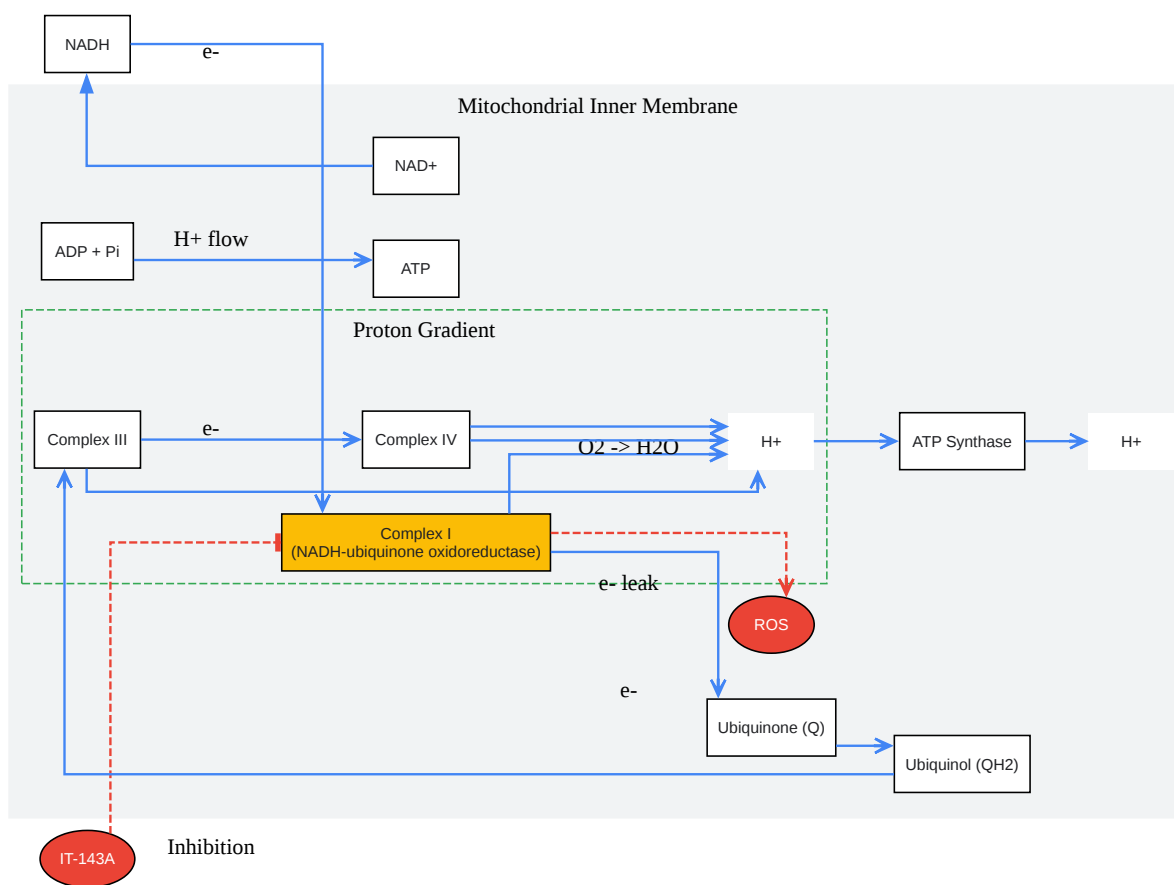 NADH
e-
Mitochondrial Inner Membrane
NAD+
ADP + Pi
H+ flow
ATP
Proton Gradient
Complex III
e-
Complex IV
O2 -> H2O
H+
ATP Synthase
H+
Complex I
(NADH-ubiquinone oxidoreductase)
e- leak
ROS
e-
Ubiquinone (Q)
Ubiquinol (QH2)
IT-143A
Inhibition